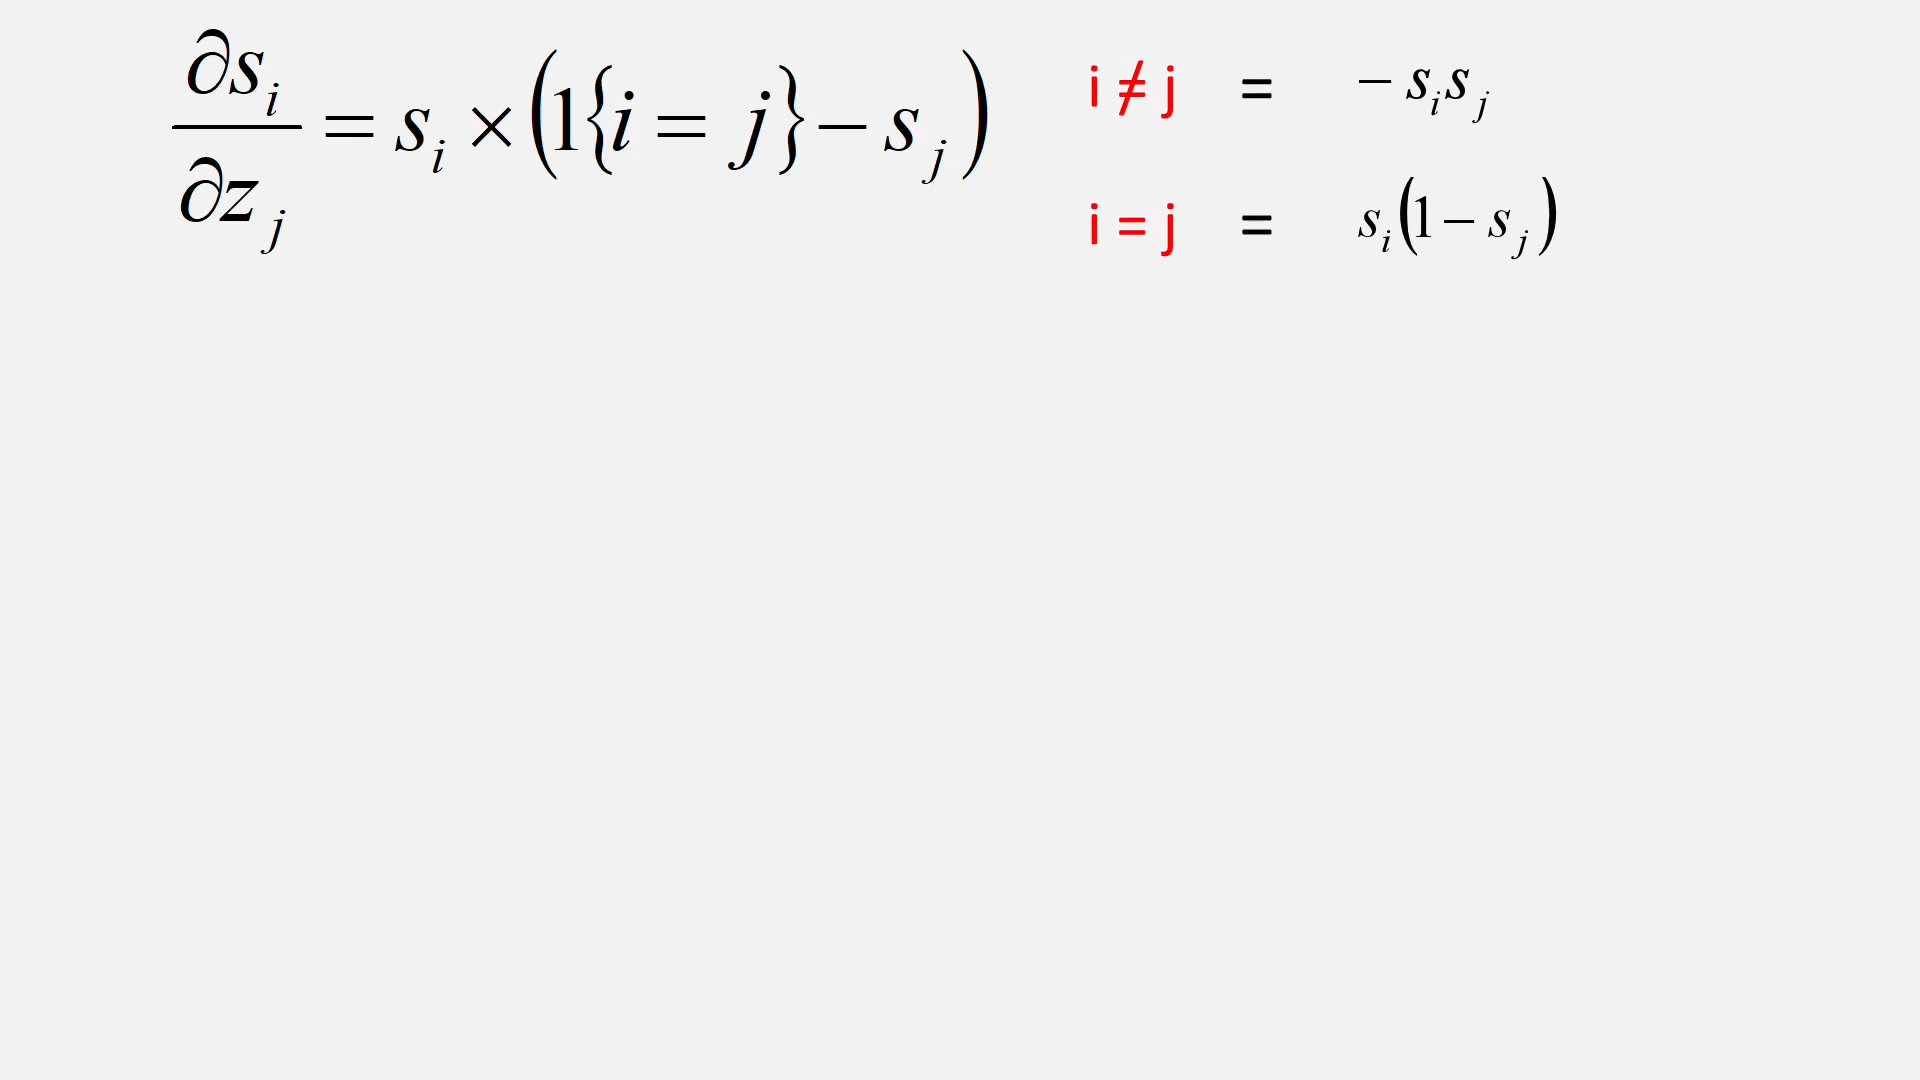 ∂s_i/∂z_j = s_i × (1{i = j} − s_j)
i ≠ j = − s_i s_j
i = j = s_i(1 − s_j)